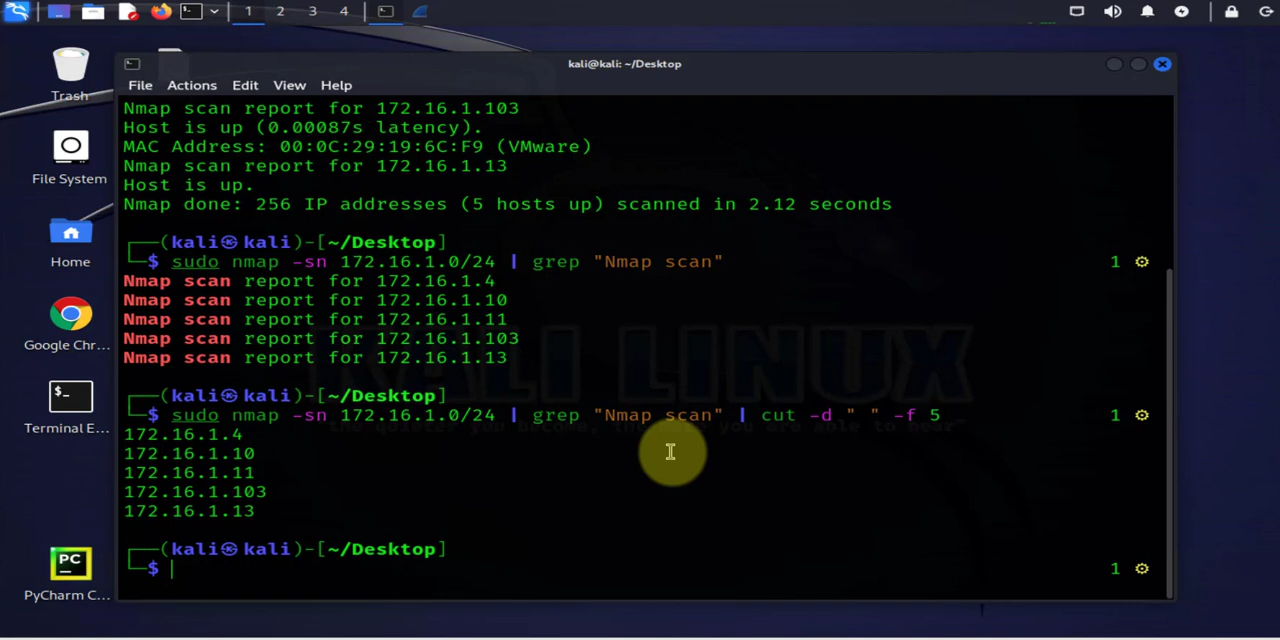 1 2 3 4
kali@kali: ~/Desktop
File Actions Edit View Help
Trash
File System
Home
Google Chr...
Terminal E...
PC
PyCharm C...
Nmap scan report for 172.16.1.103
Host is up (0.00087s latency).
MAC Address: 00:0C:29:19:6C:F9 (VMware)
Nmap scan report for 172.16.1.13
Host is up.
Nmap done: 256 IP addresses (5 hosts up) scanned in 2.12 seconds
┌──(kali㉿kali)-[~/Desktop]
└─$ sudo nmap -sn 172.16.1.0/24 | grep "Nmap scan" 1 ⚙
Nmap scan report for 172.16.1.4
Nmap scan report for 172.16.1.10
Nmap scan report for 172.16.1.11
Nmap scan report for 172.16.1.103
Nmap scan report for 172.16.1.13
┌──(kali㉿kali)-[~/Desktop]
└─$ sudo nmap -sn 172.16.1.0/24 | grep "Nmap scan" | cut -d " " -f 5 1 ⚙
172.16.1.4
172.16.1.10
172.16.1.11
172.16.1.103
172.16.1.13
┌──(kali㉿kali)-[~/Desktop]
└─$ 1 ⚙
KALI LINUX